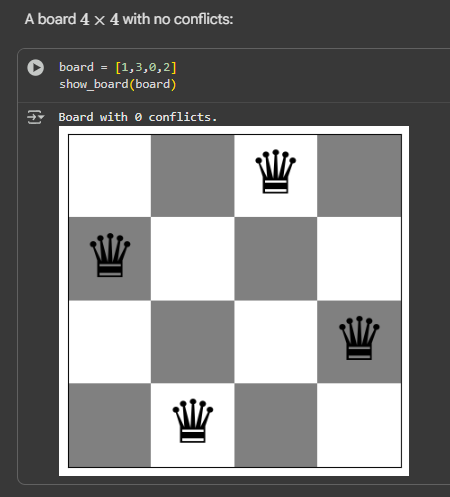 A board 4 × 4 with no conflicts:
board = [1,3,0,2]
show_board(board)
Board with 0 conflicts.